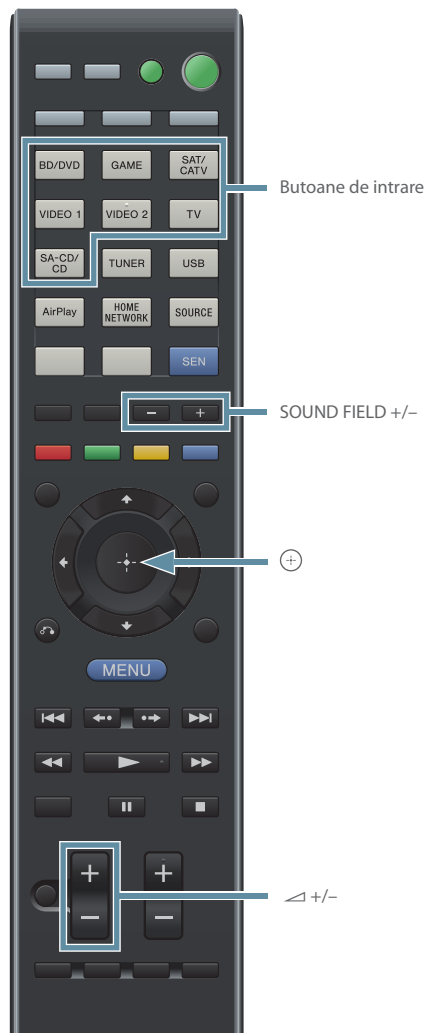 BD/DVD
GAME
SAT/
CATV
Butoane de intrare
VIDEO 1
VIDEO 2
TV
SA-CD/
CD
TUNER
USB
AirPlay
HOME
NETWORK
SOURCE
SEN
– +
SOUND FIELD +/–
MENU
+ +
– –
+/–